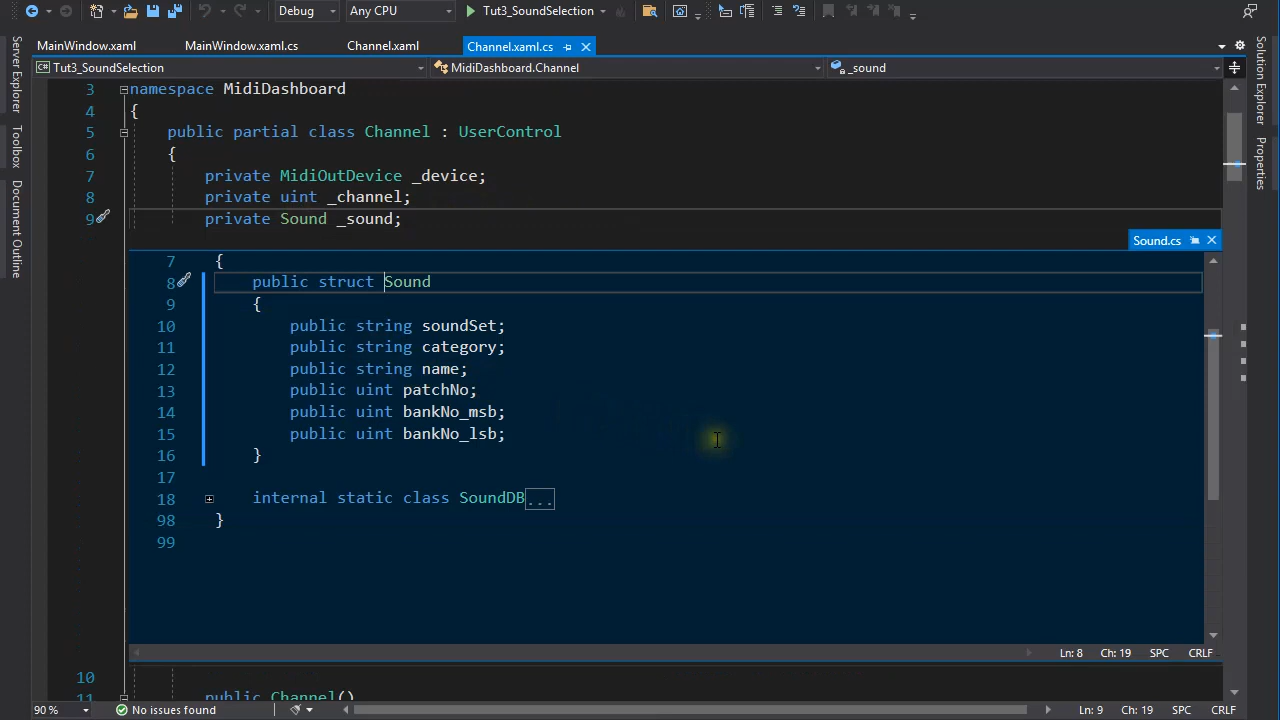 Debug
Any CPU
Tut3_SoundSelection
MainWindow.xaml
MainWindow.xaml.cs
Channel.xaml
Channel.xaml.cs
Tut3_SoundSelection
MidiDashboard.Channel
_sound
Server Explorer
Toolbox
Document Outline
Solution Explorer
Properties
3 namespace MidiDashboard
4 {
5 public partial class Channel : UserControl
6 {
7 private MidiOutDevice _device;
8 private uint _channel;
9 private Sound _sound;
Sound.cs
7 {
8 public struct Sound
9 {
10 public string soundSet;
11 public string category;
12 public string name;
13 public uint patchNo;
14 public uint bankNo_msb;
15 public uint bankNo_lsb;
16 }
17
18 internal static class SoundDB...
98 }
99
Ln: 8 Ch: 19 SPC CRLF
10
11 public Channel()
90 % No issues found Ln: 9 Ch: 19 SPC CRLF